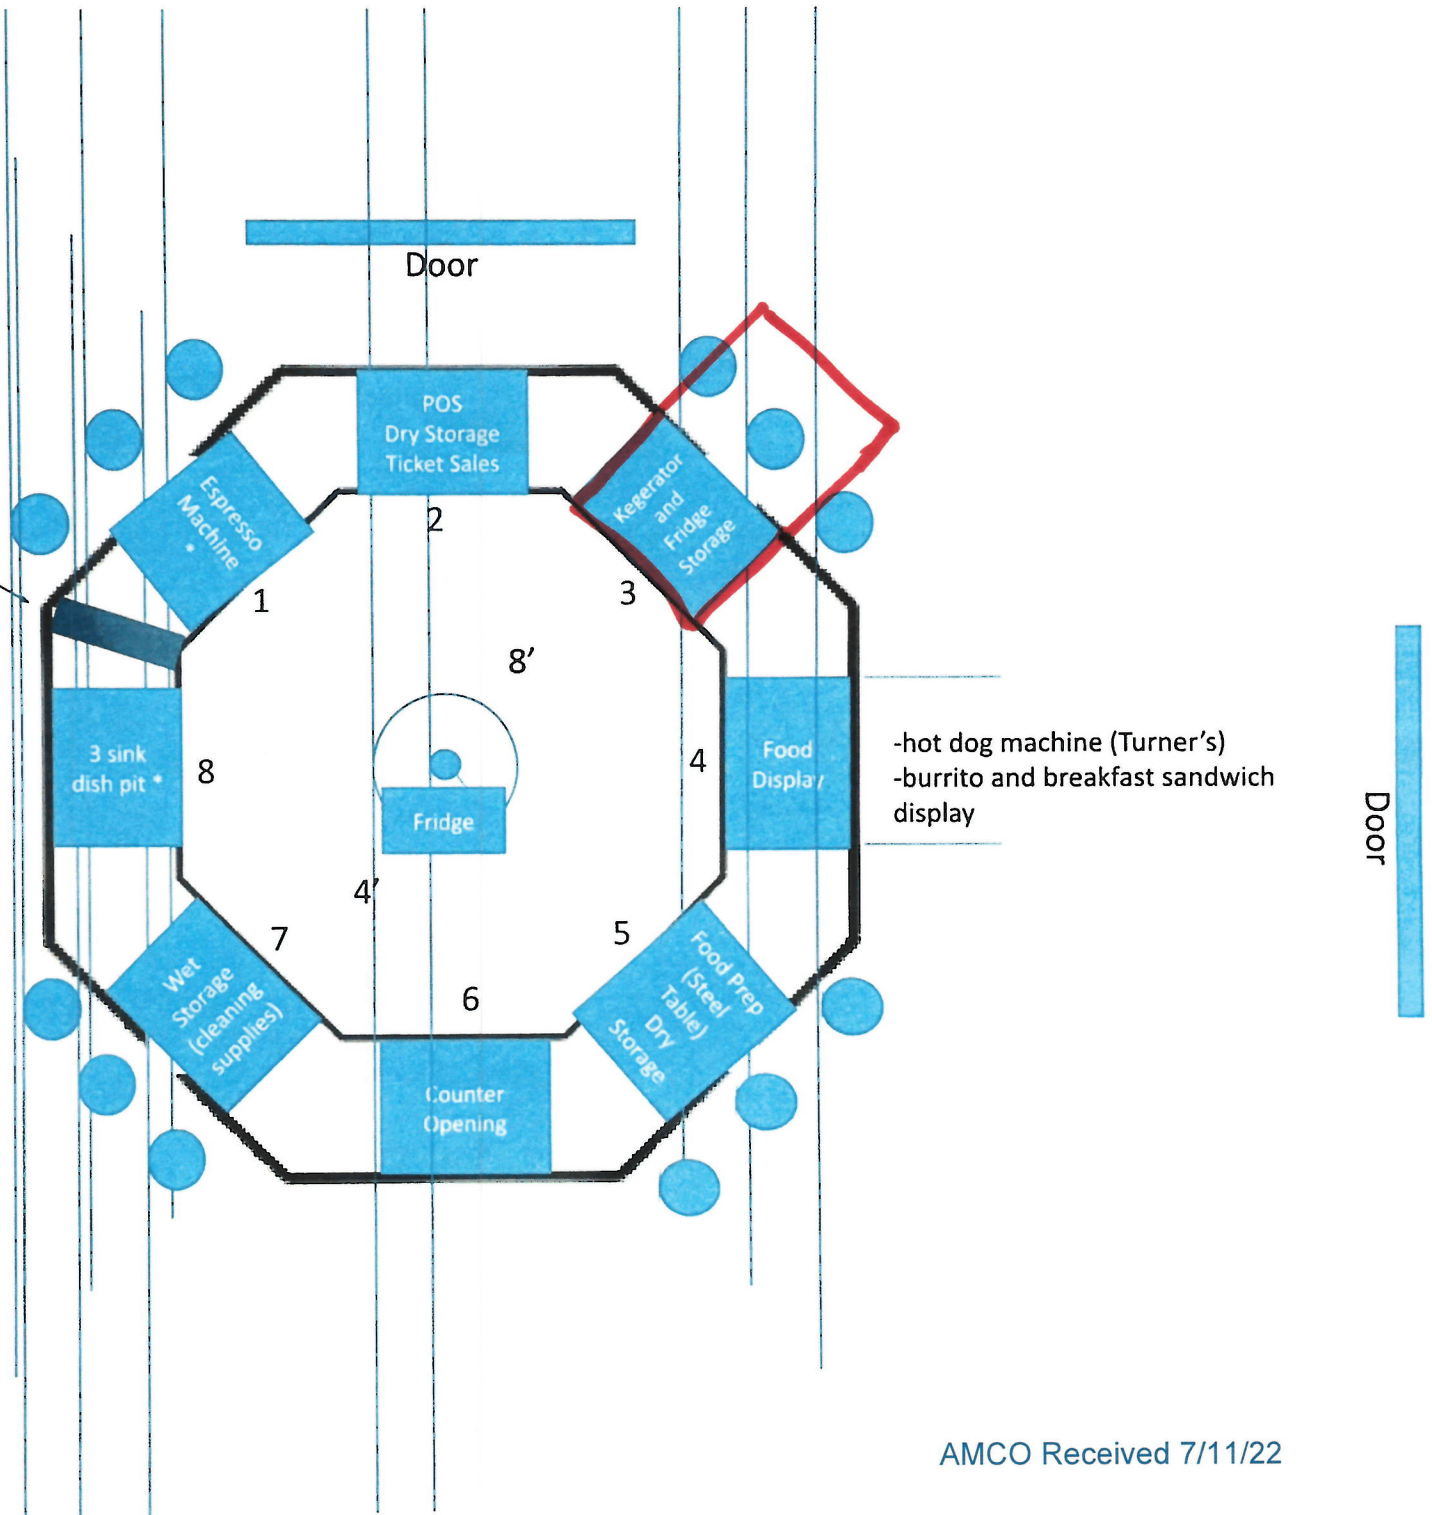 Door
POS
Dry Storage
Ticket Sales
Espresso
Machine
*
Kegerator
and
Fridge
Storage
2
1
3
8'
3 sink
dish pit *
8
4
Food
Display
-hot dog machine (Turner's)
-burrito and breakfast sandwich
display
Door
Fridge
4'
7
5
6
Wet
Storage
(cleaning
supplies)
Food Prep
(Steel
Table)
Dry
Storage
Counter
Opening
AMCO Received 7/11/22